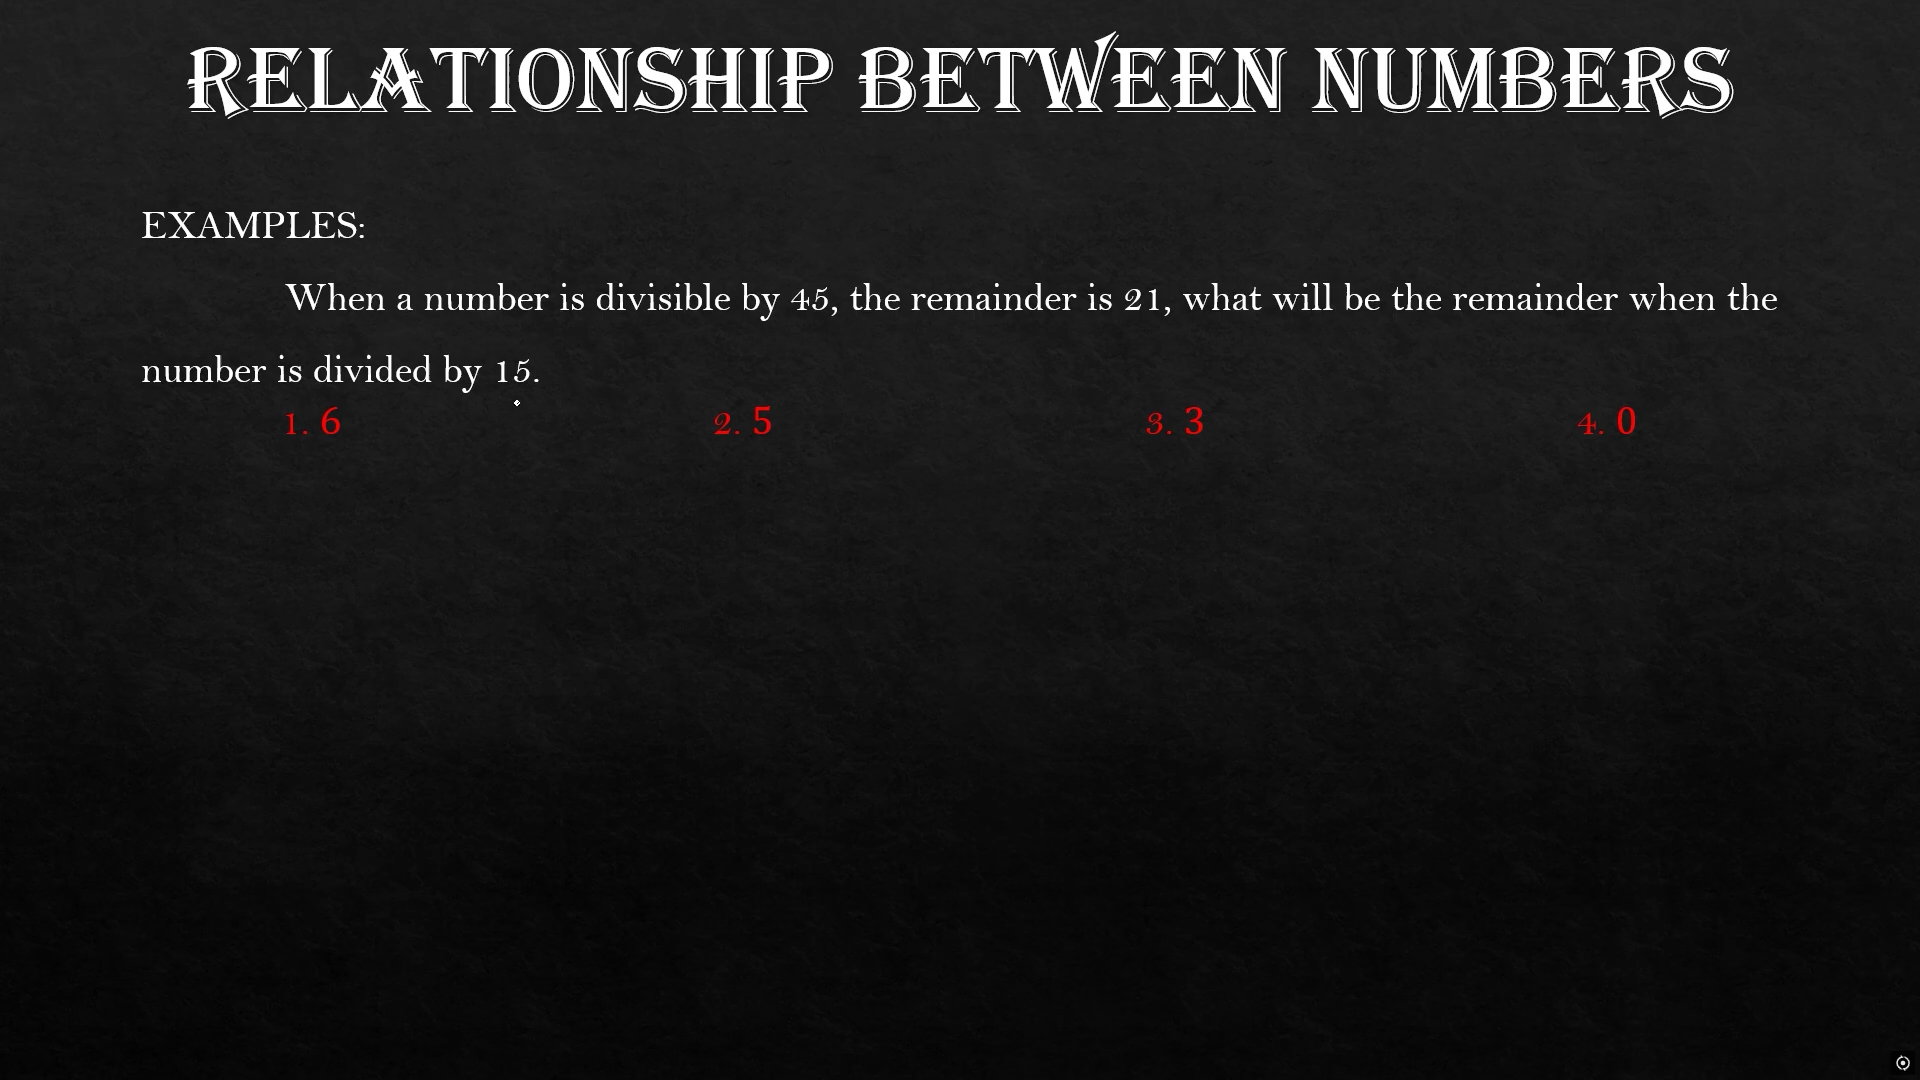 RELATIONSHIP BETWEEN NUMBERS
EXAMPLES:
When a number is divisible by 45, the remainder is 21, what will be the remainder when the
number is divided by 15.
1. 6 2. 5 3. 3 4. 0